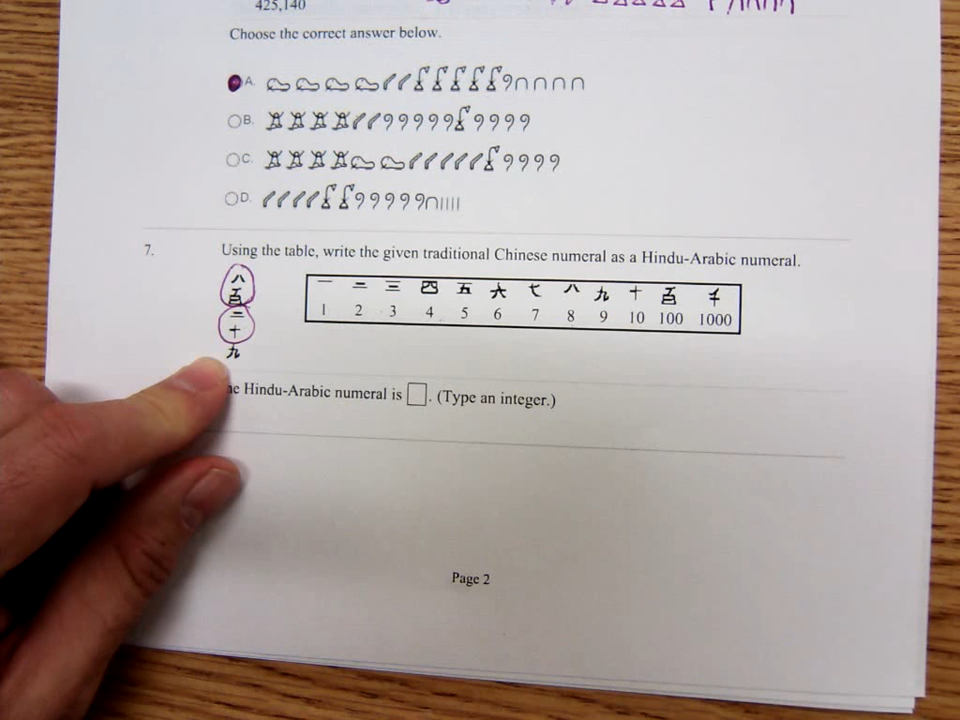 425,140
Choose the correct answer below.
A.
B.
C.
D.
7. Using the table, write the given traditional Chinese numeral as a Hindu-Arabic numeral.
八
百
二
十
九
一 二 三 四 五 六 七 八 九 十 百 千
1 2 3 4 5 6 7 8 9 10 100 1000
he Hindu-Arabic numeral is . (Type an integer.)
Page 2